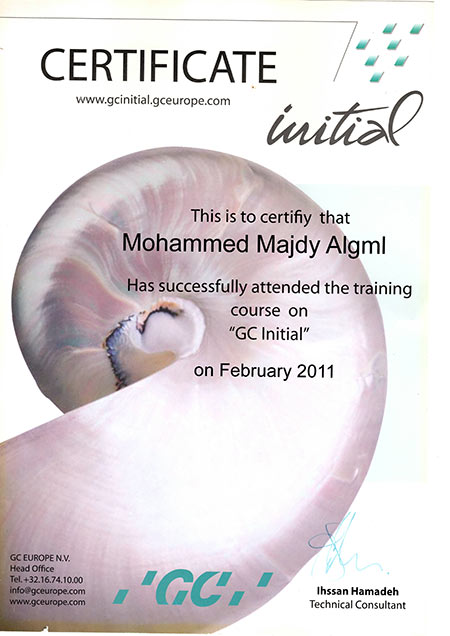 CERTIFICATE
www.gcinitial.gceurope.com
initial
This is to certifiy that
Mohammed Majdy Algml
Has successfully attended the training
course on
“GC Initial”
on February 2011
GC EUROPE N.V.
Head Office
Tel. +32.16.74.10.00
info@gceurope.com
www.gceurope.com
GC
Ihssan Hamadeh
Technical Consultant